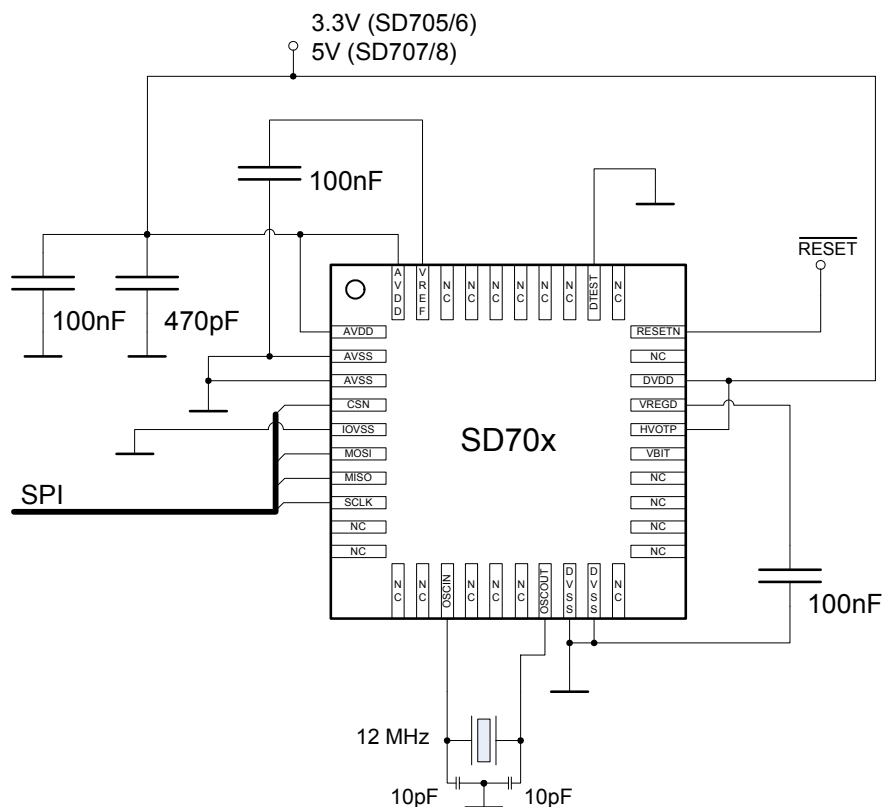 3.3V (SD705/6)
5V (SD707/8)
100nF
RESET
100nF
470pF
AVDD
VREF
NC
NC
NC
NC
NC
NC
DTEST
NC
AVDD
AVSS
AVSS
CSN
IOVSS
MOSI
MISO
SCLK
NC
NC
SD70x
RESETN
NC
DVDD
VREGD
HVOTP
VBIT
NC
NC
NC
NC
SPI
NC
NC
OSCIN
NC
NC
NC
OSCOUT
DVSS
DVSS
NC
100nF
12 MHz
10pF
10pF